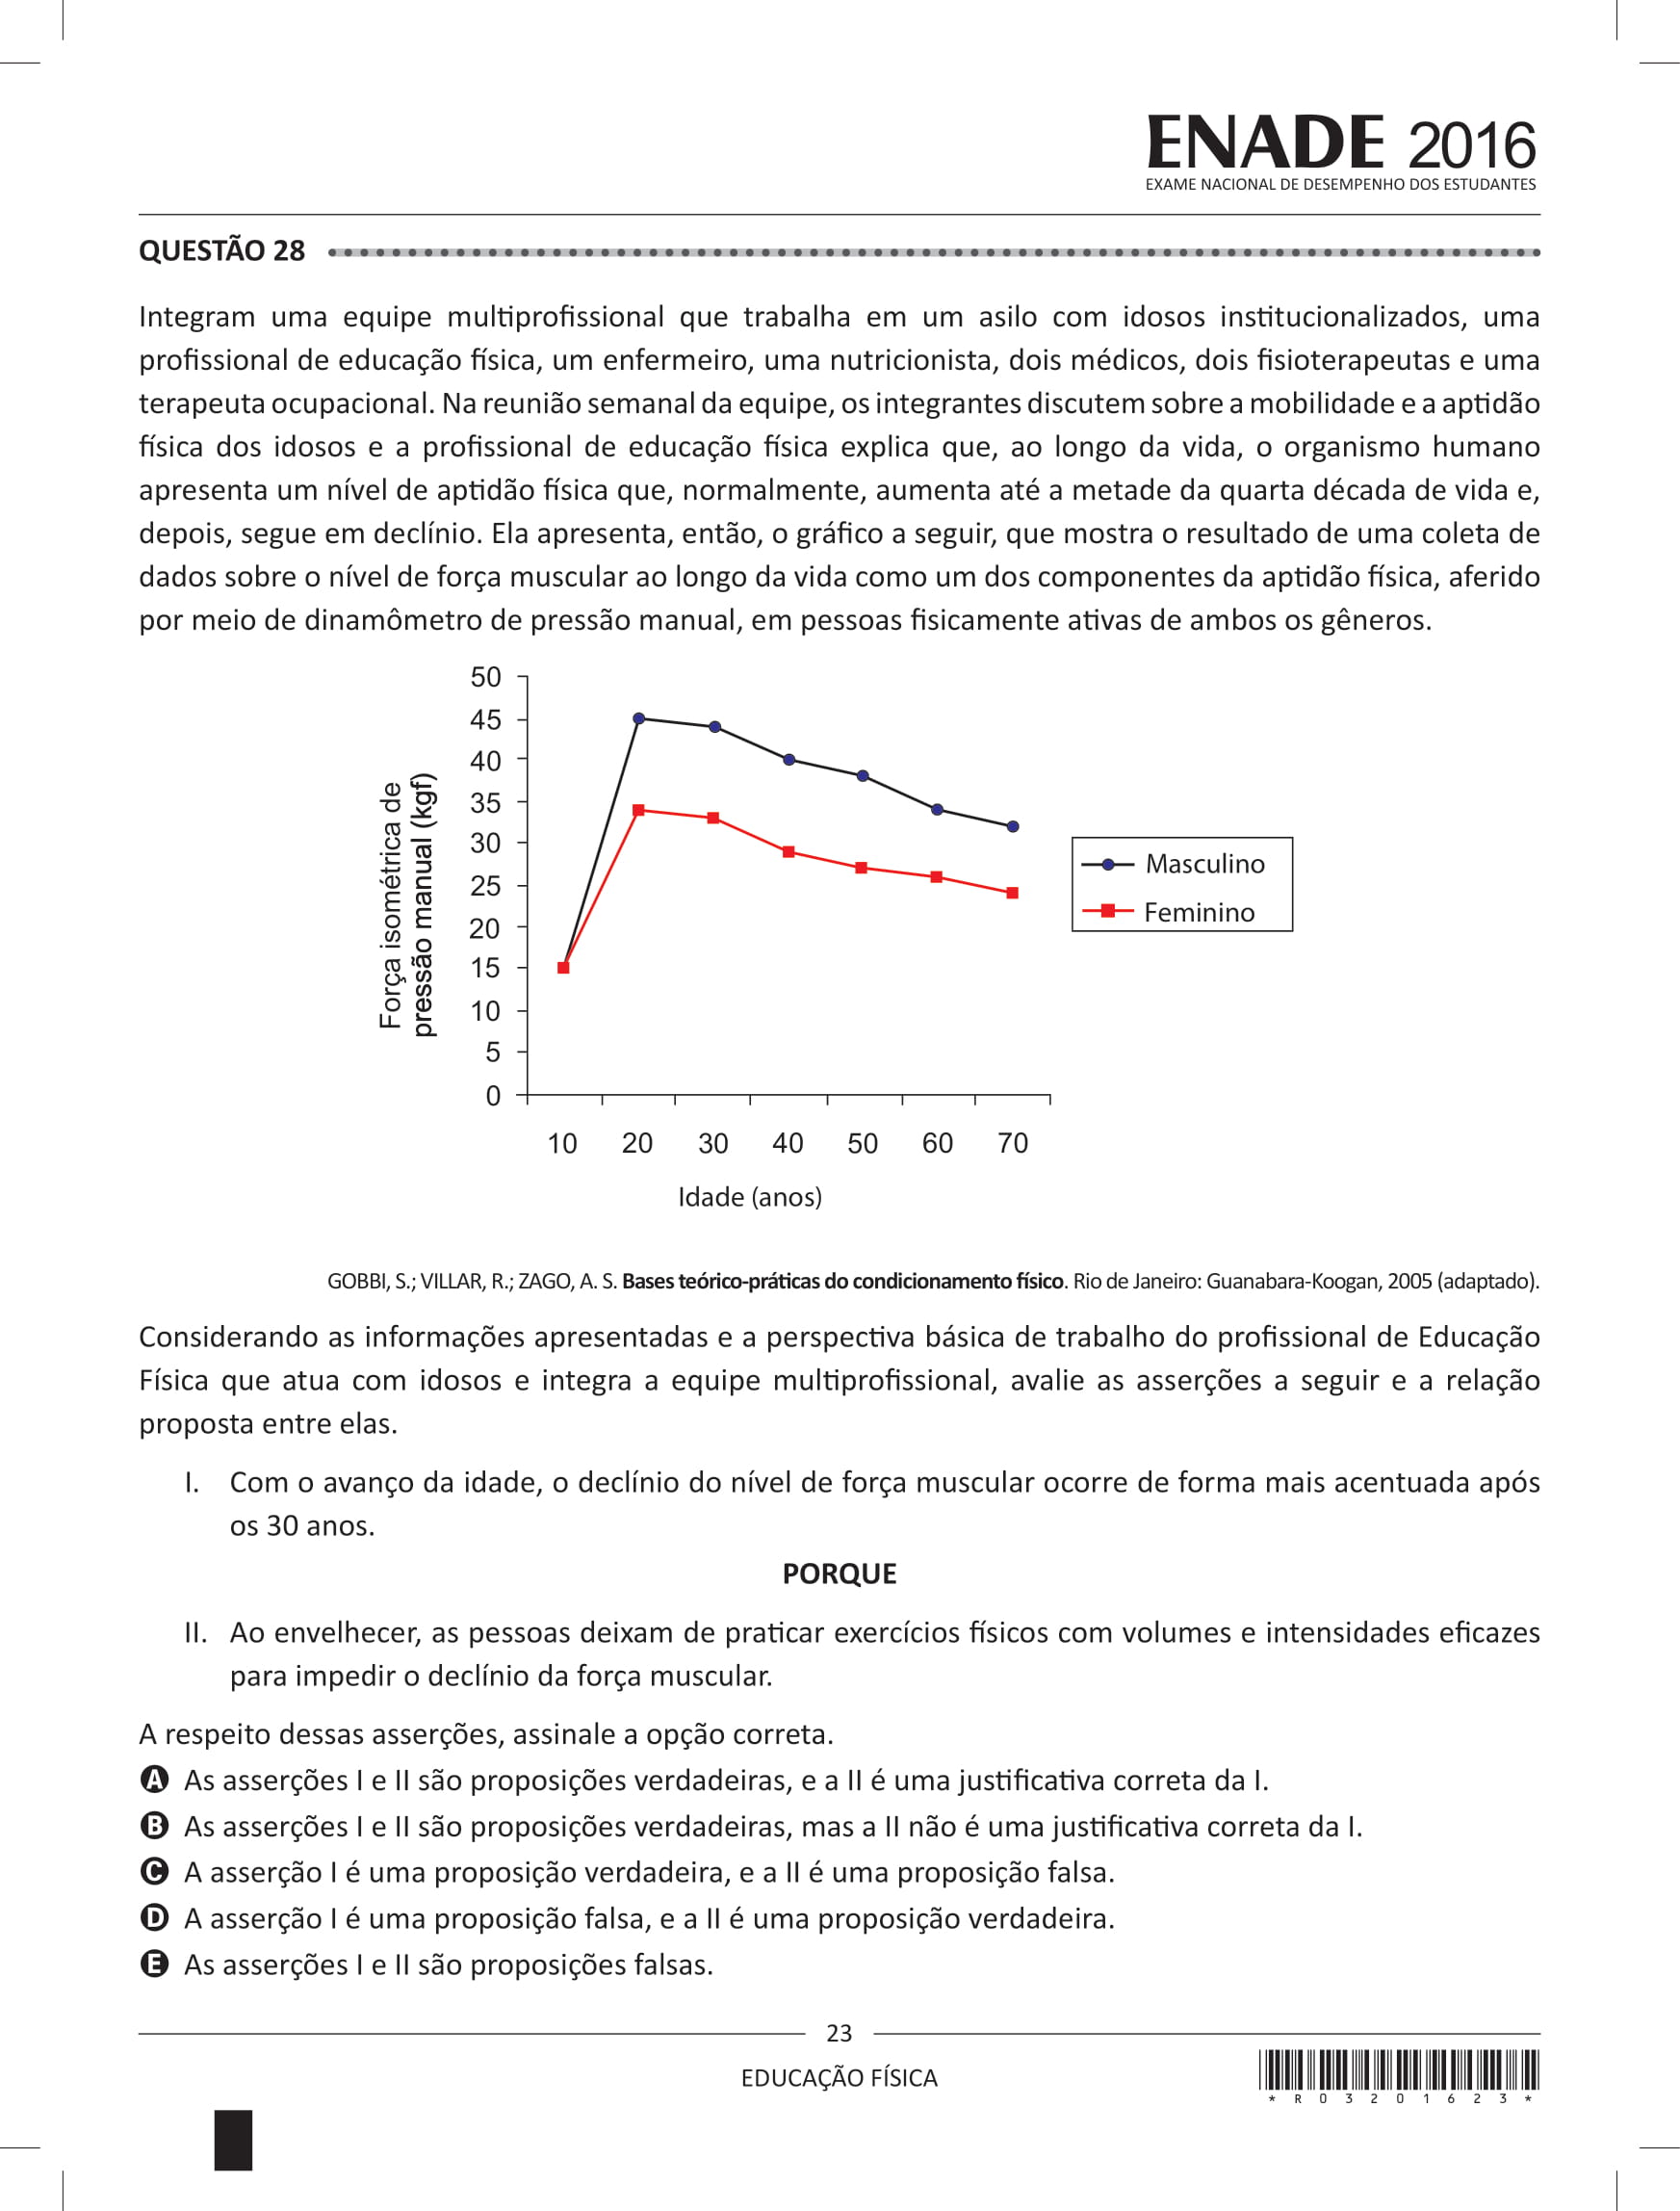 ENADE 2016
EXAME NACIONAL DE DESEMPENHO DOS ESTUDANTES
QUESTÃO 28
Integram uma equipe multiprofissional que trabalha em um asilo com idosos institucionalizados, uma
profissional de educação física, um enfermeiro, uma nutricionista, dois médicos, dois fisioterapeutas e uma
terapeuta ocupacional. Na reunião semanal da equipe, os integrantes discutem sobre a mobilidade e a aptidão
física dos idosos e a profissional de educação física explica que, ao longo da vida, o organismo humano
apresenta um nível de aptidão física que, normalmente, aumenta até a metade da quarta década de vida e,
depois, segue em declínio. Ela apresenta, então, o gráfico a seguir, que mostra o resultado de uma coleta de
dados sobre o nível de força muscular ao longo da vida como um dos componentes da aptidão física, aferido
por meio de dinamômetro de pressão manual, em pessoas fisicamente ativas de ambos os gêneros.
Força isométrica de
pressão manual (kgf)
50
45
40
35
30
25
20
15
10
5
0
10 20 30 40 50 60 70
Idade (anos)
Masculino
Feminino
GOBBI, S.; VILLAR, R.; ZAGO, A. S. Bases teórico-práticas do condicionamento físico. Rio de Janeiro: Guanabara-Koogan, 2005 (adaptado).
Considerando as informações apresentadas e a perspectiva básica de trabalho do profissional de Educação
Física que atua com idosos e integra a equipe multiprofissional, avalie as asserções a seguir e a relação
proposta entre elas.
I. Com o avanço da idade, o declínio do nível de força muscular ocorre de forma mais acentuada após
os 30 anos.
PORQUE
II. Ao envelhecer, as pessoas deixam de praticar exercícios físicos com volumes e intensidades eficazes
para impedir o declínio da força muscular.
A respeito dessas asserções, assinale a opção correta.
A As asserções I e II são proposições verdadeiras, e a II é uma justificativa correta da I.
B As asserções I e II são proposições verdadeiras, mas a II não é uma justificativa correta da I.
C A asserção I é uma proposição verdadeira, e a II é uma proposição falsa.
D A asserção I é uma proposição falsa, e a II é uma proposição verdadeira.
E As asserções I e II são proposições falsas.
23
EDUCAÇÃO FÍSICA
* R 0 3 2 0 1 6 2 3 *